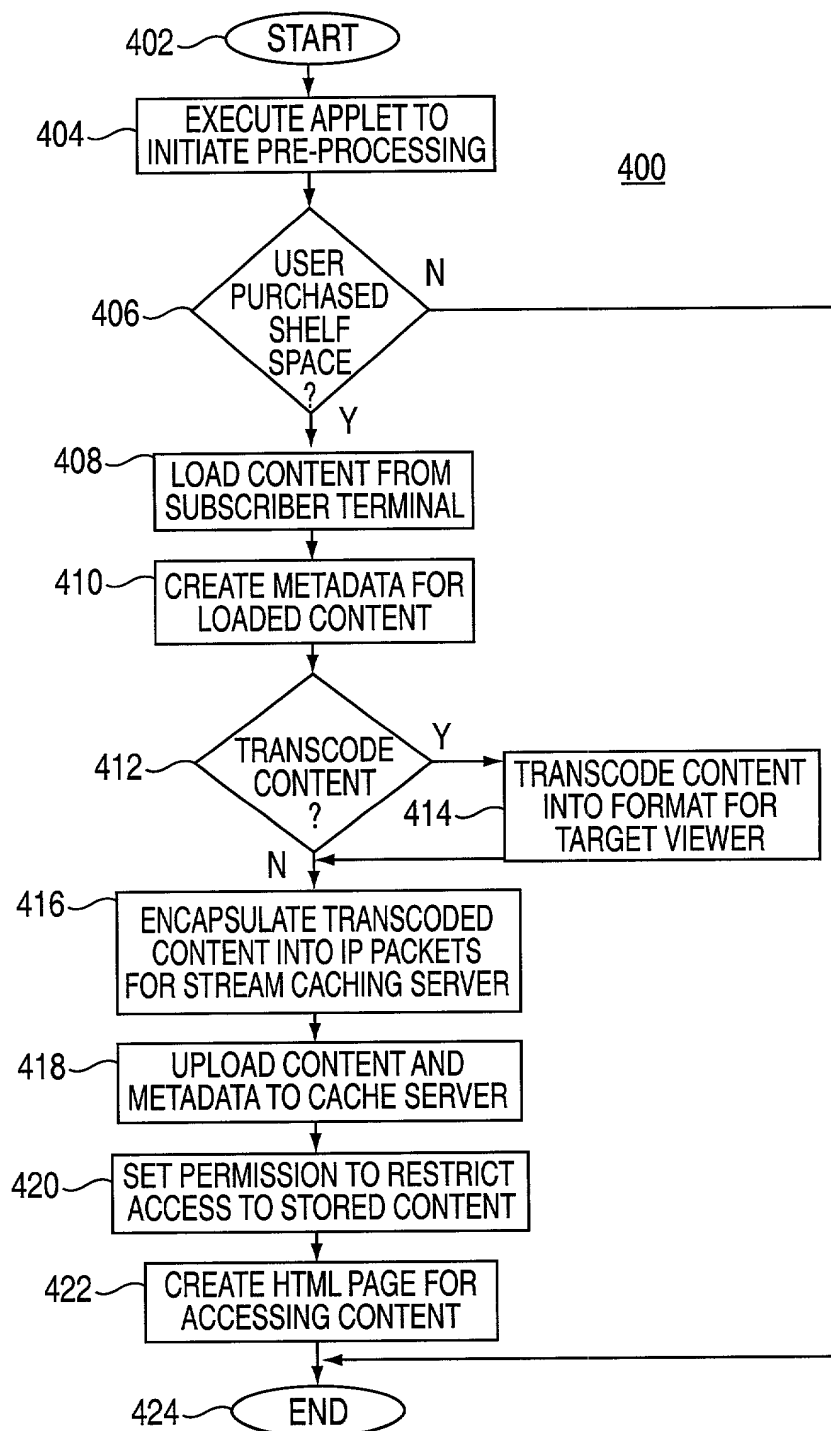 402
START
404
EXECUTE APPLET TO
INITIATE PRE-PROCESSING
400
406
USER
PURCHASED
SHELF
SPACE
?
N
Y
408
LOAD CONTENT FROM
SUBSCRIBER TERMINAL
410
CREATE METADATA FOR
LOADED CONTENT
412
TRANSCODE
CONTENT
?
Y
N
414
TRANSCODE CONTENT
INTO FORMAT FOR
TARGET VIEWER
416
ENCAPSULATE TRANSCODED
CONTENT INTO IP PACKETS
FOR STREAM CACHING SERVER
418
UPLOAD CONTENT AND
METADATA TO CACHE SERVER
420
SET PERMISSION TO RESTRICT
ACCESS TO STORED CONTENT
422
CREATE HTML PAGE FOR
ACCESSING CONTENT
424
END